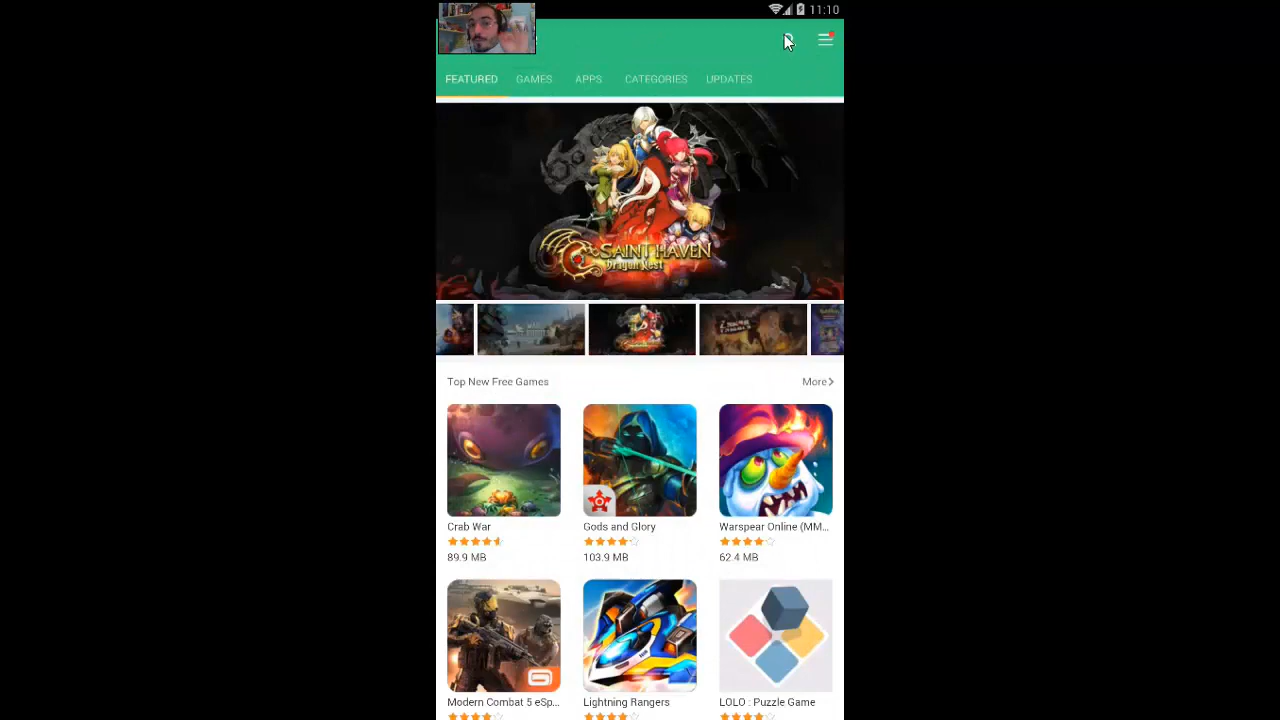 11:10
FEATURED GAMES APPS CATEGORIES UPDATES
SAINT HAVEN
Dragon Nest
Top New Free Games More
Crab War Gods and Glory Warspear Online (MM...
89.9 MB 103.9 MB 62.4 MB
Modern Combat 5 eSp... Lightning Rangers LOLO : Puzzle Game